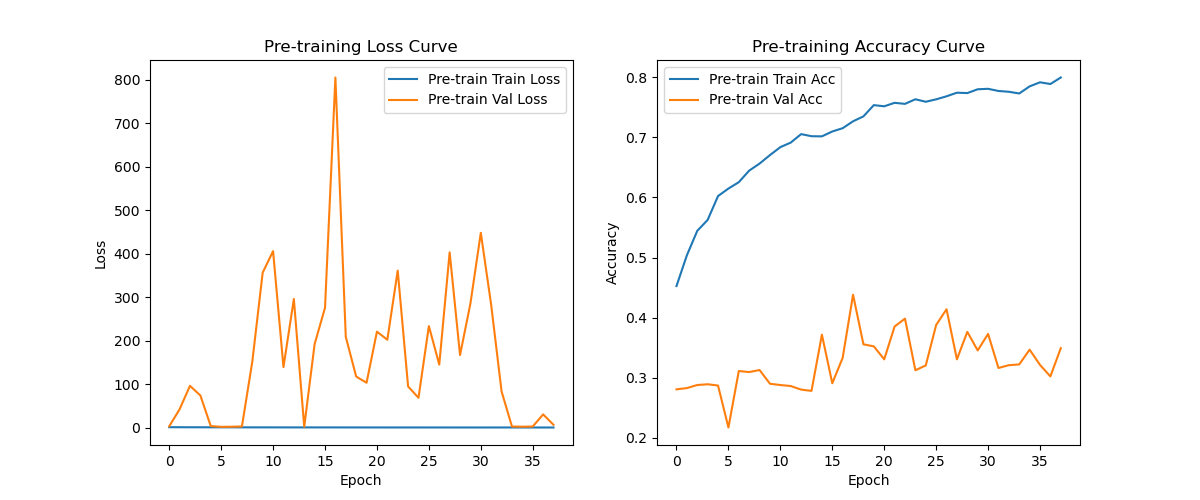 Pre-training Loss Curve
Pre-train Train Loss
Pre-train Val Loss
800
700
600
500
400
300
200
100
0
Loss
0 5 10 15 20 25 30 35
Epoch
Pre-training Accuracy Curve
Pre-train Train Acc
Pre-train Val Acc
0.8
0.7
0.6
0.5
0.4
0.3
0.2
Accuracy
0 5 10 15 20 25 30 35
Epoch